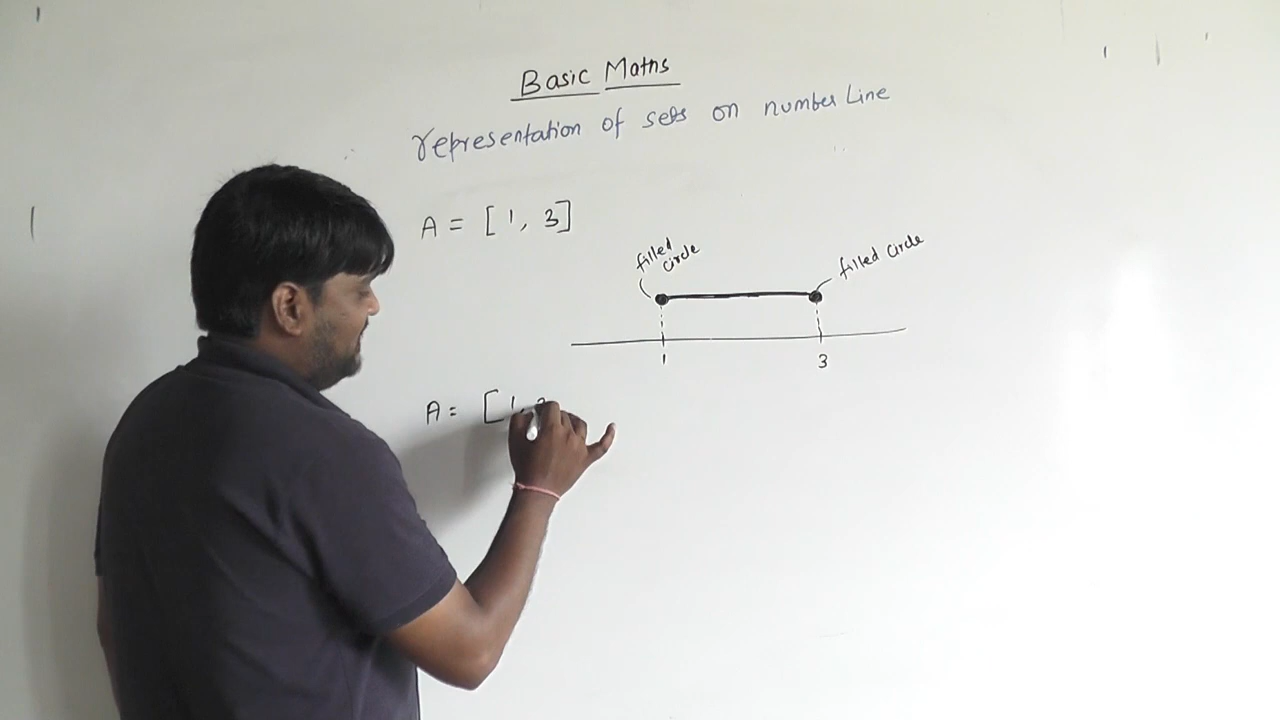 Basic Maths
representation of sets on number Line
A = [1, 3]
filled
circle
filled circle
1 3
A = [1,